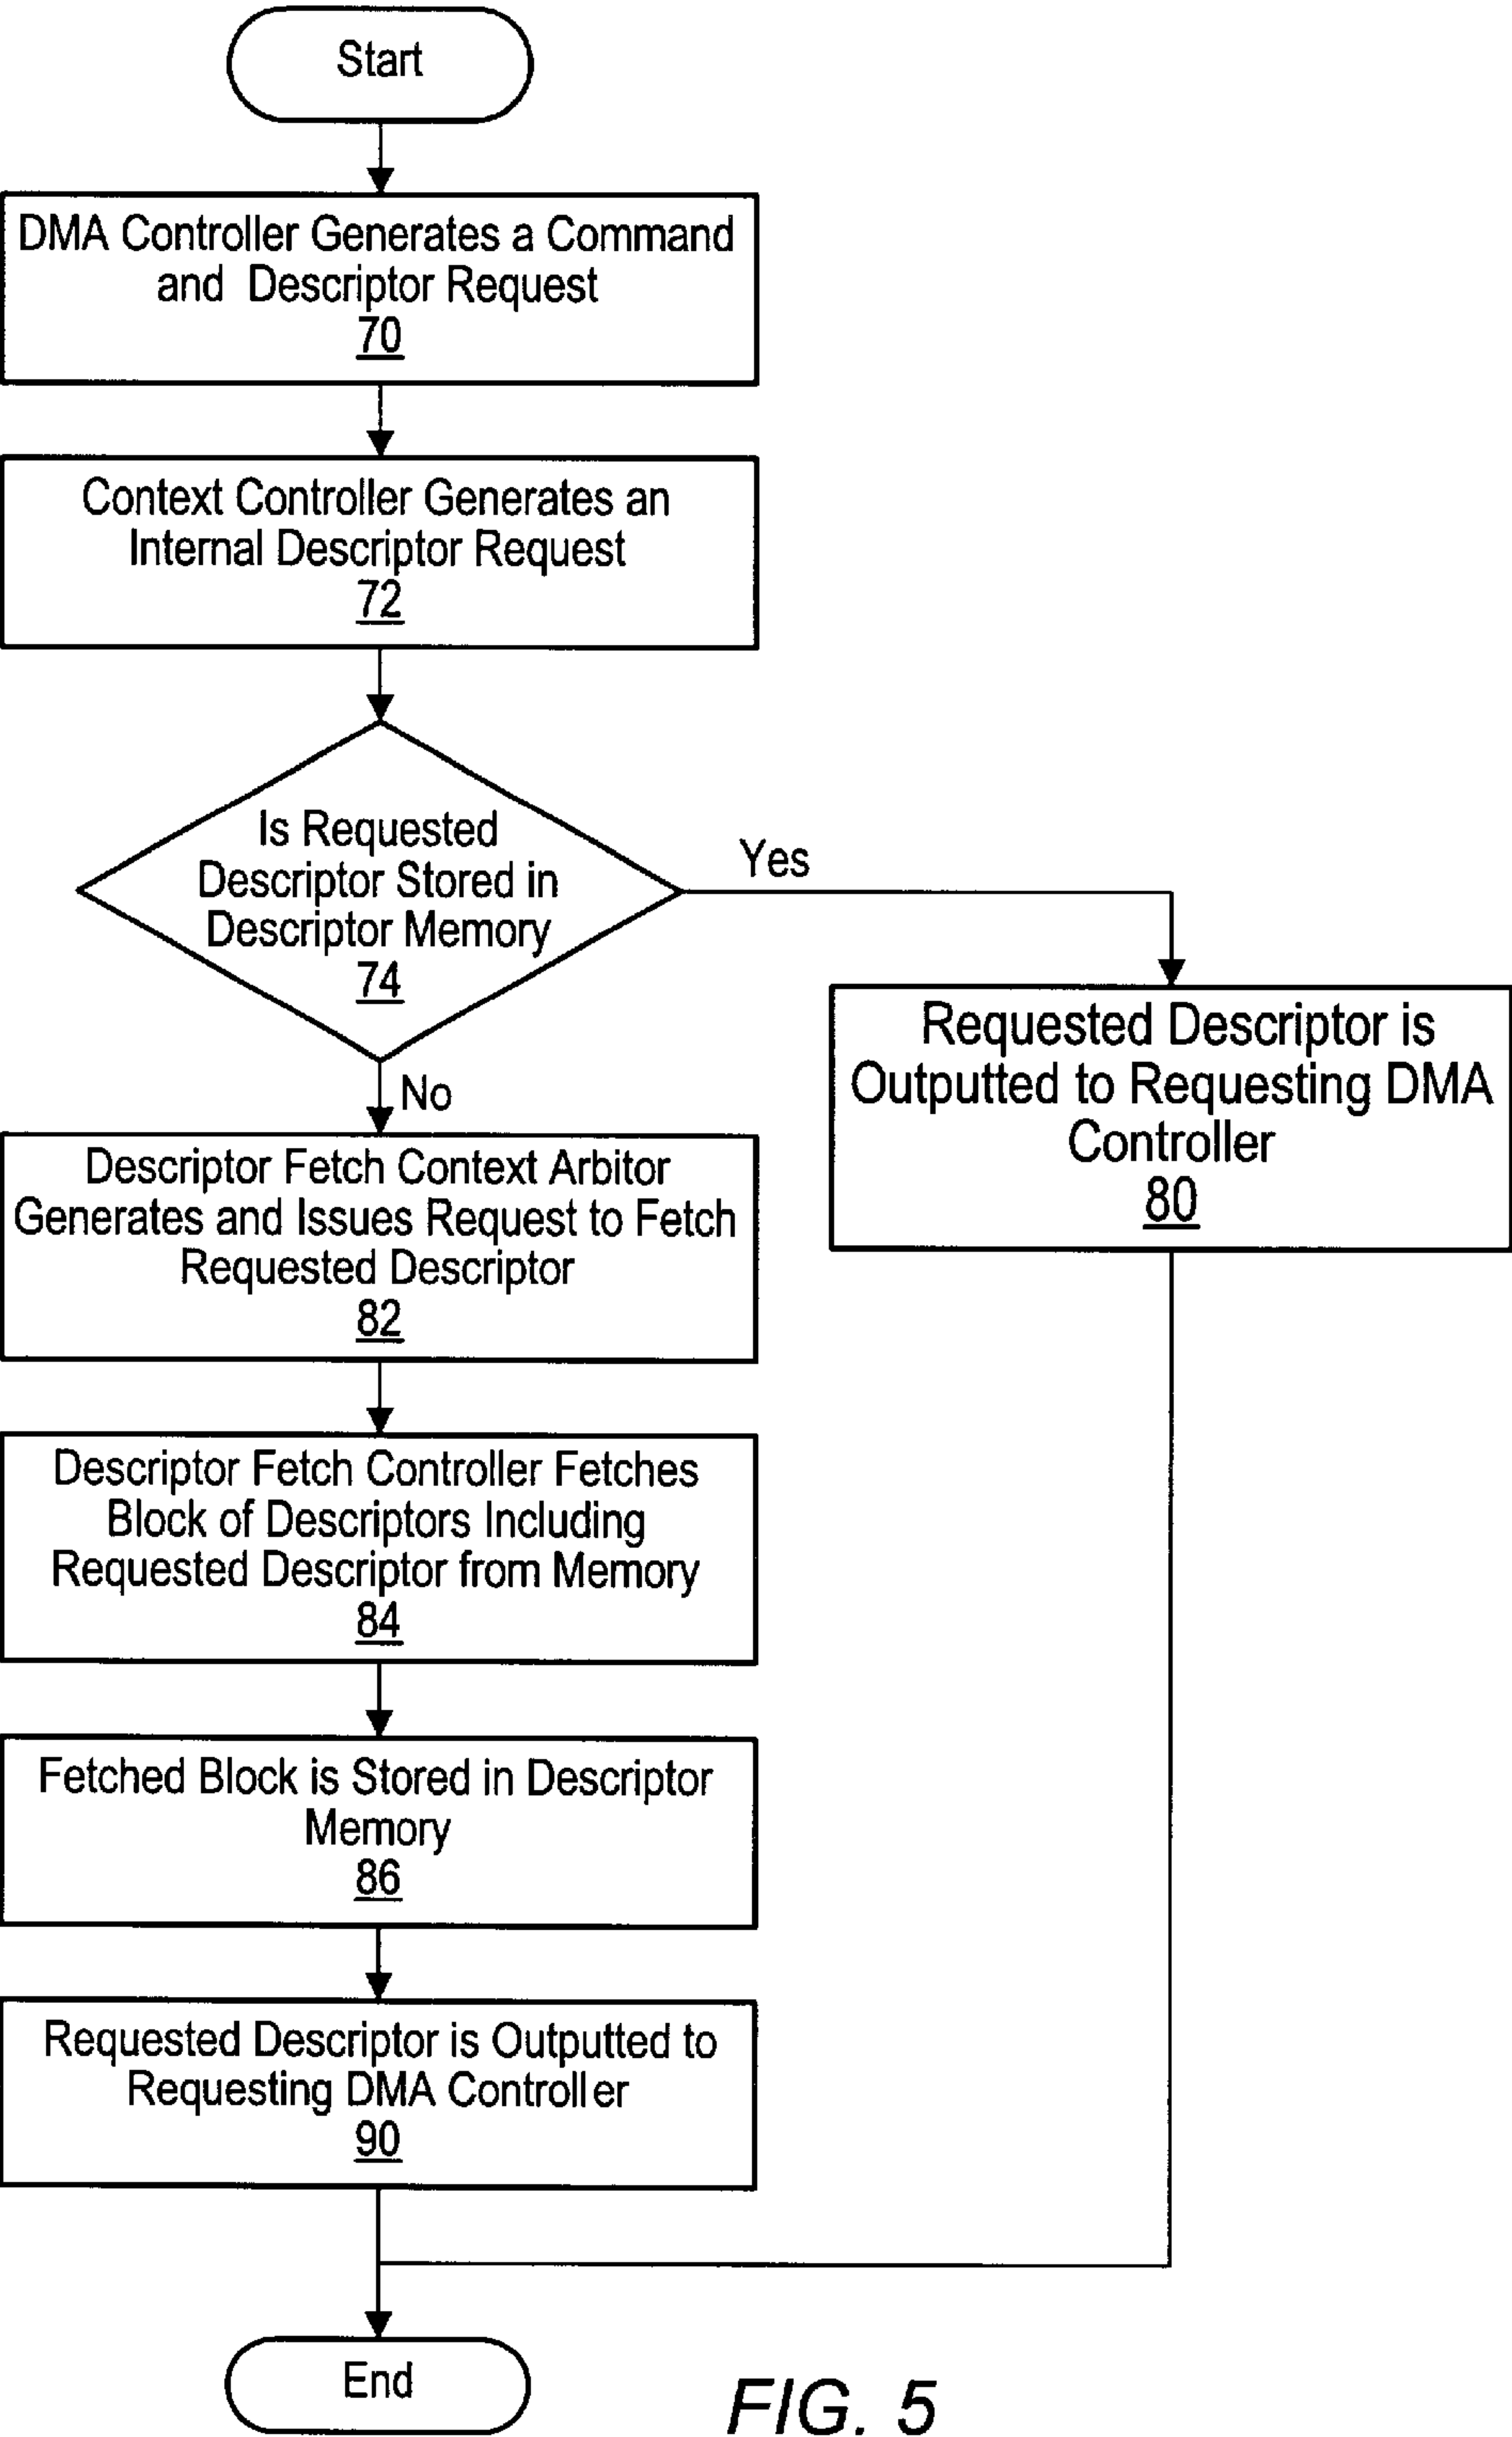 Start
DMA Controller Generates a Command
and Descriptor Request
70
Context Controller Generates an
Internal Descriptor Request
72
Is Requested
Descriptor Stored in
Descriptor Memory
74
Yes
No
Requested Descriptor is
Outputted to Requesting DMA
Controller
80
Descriptor Fetch Context Arbitor
Generates and Issues Request to Fetch
Requested Descriptor
82
Descriptor Fetch Controller Fetches
Block of Descriptors Including
Requested Descriptor from Memory
84
Fetched Block is Stored in Descriptor
Memory
86
Requested Descriptor is Outputted to
Requesting DMA Controller
90
End
FIG. 5